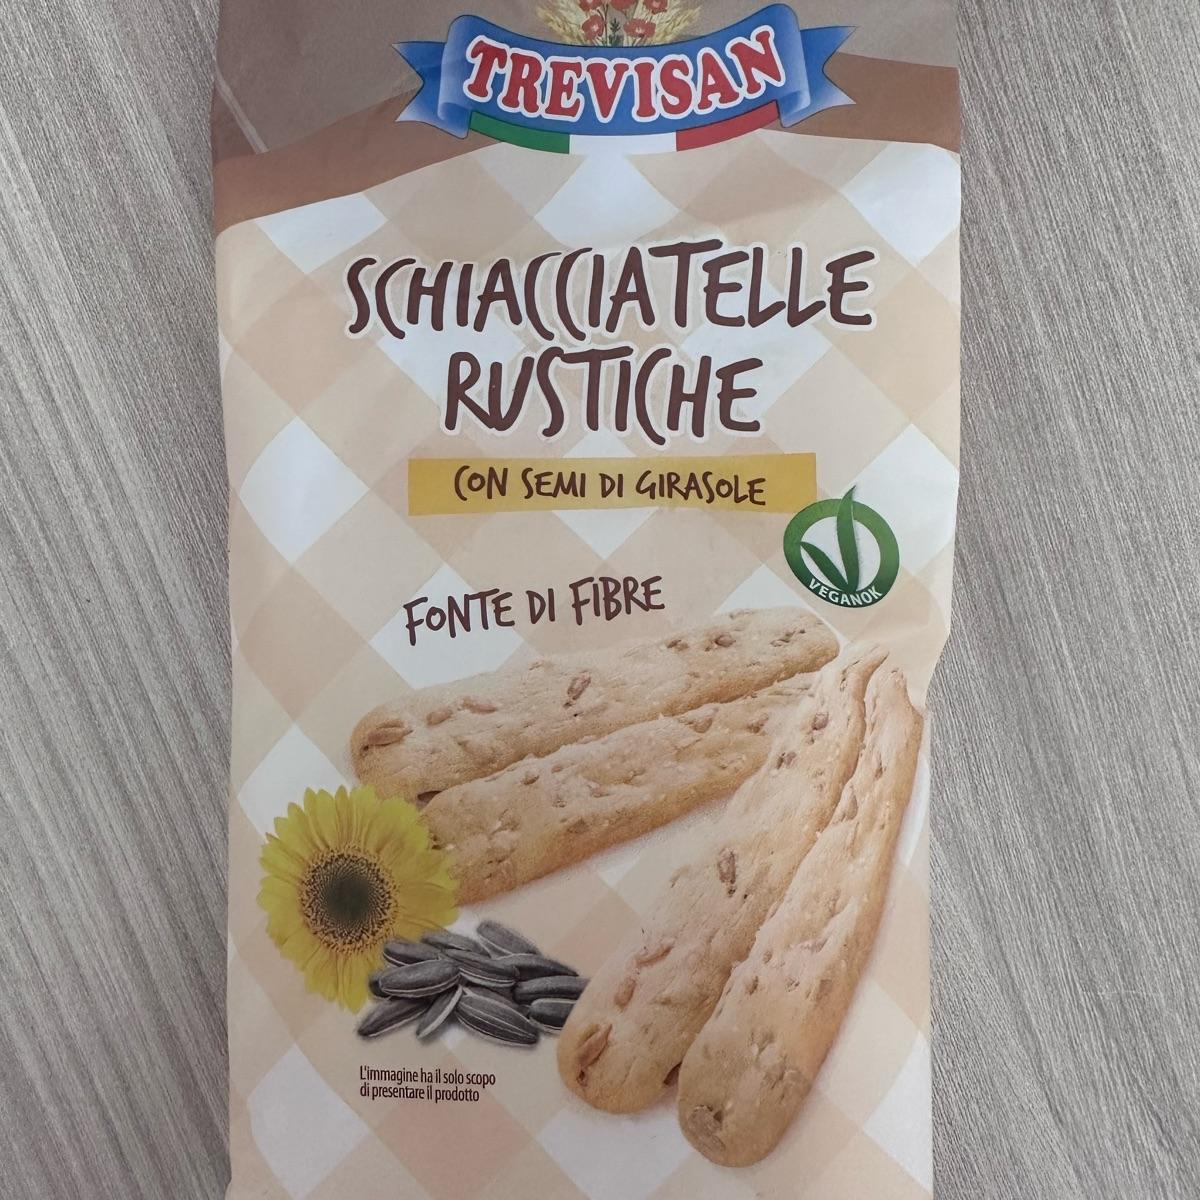 TREVISAN
SCHIACCIATELLE
RUSTICHE
CON SEMI DI GIRASOLE
VEGANOK
FONTE DI FIBRE
L'immagine ha il solo scopo
di presentare il prodotto